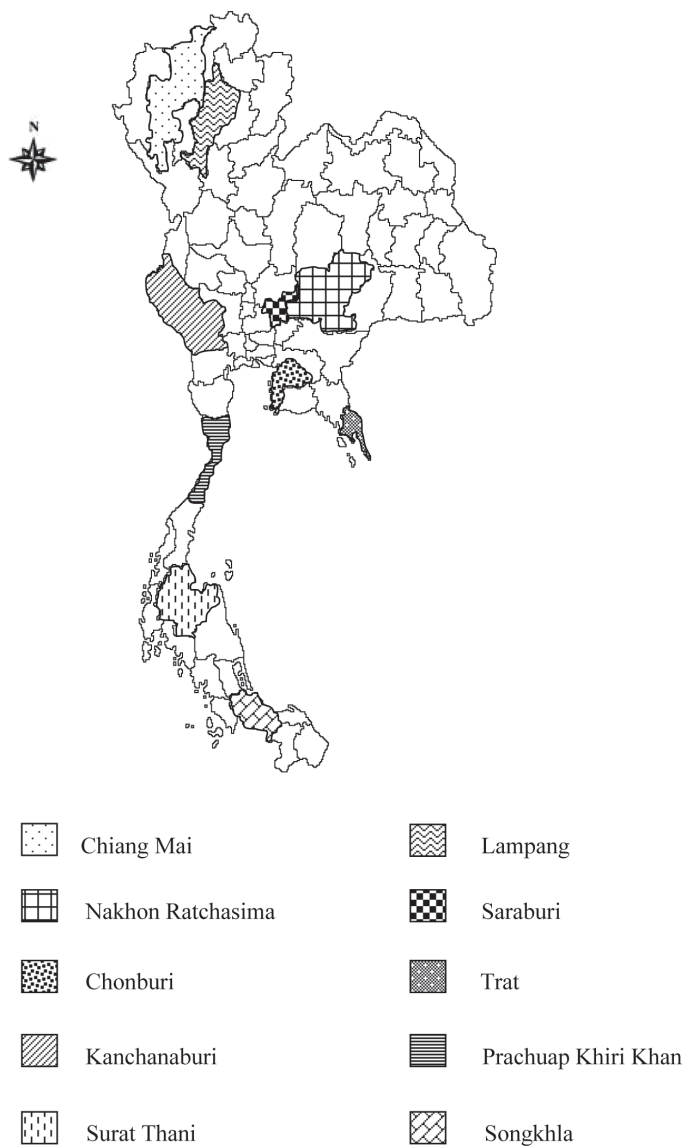 N
Chiang Mai
Lampang
Nakhon Ratchasima
Saraburi
Chonburi
Trat
Kanchanaburi
Prachuap Khiri Khan
Surat Thani
Songkhla